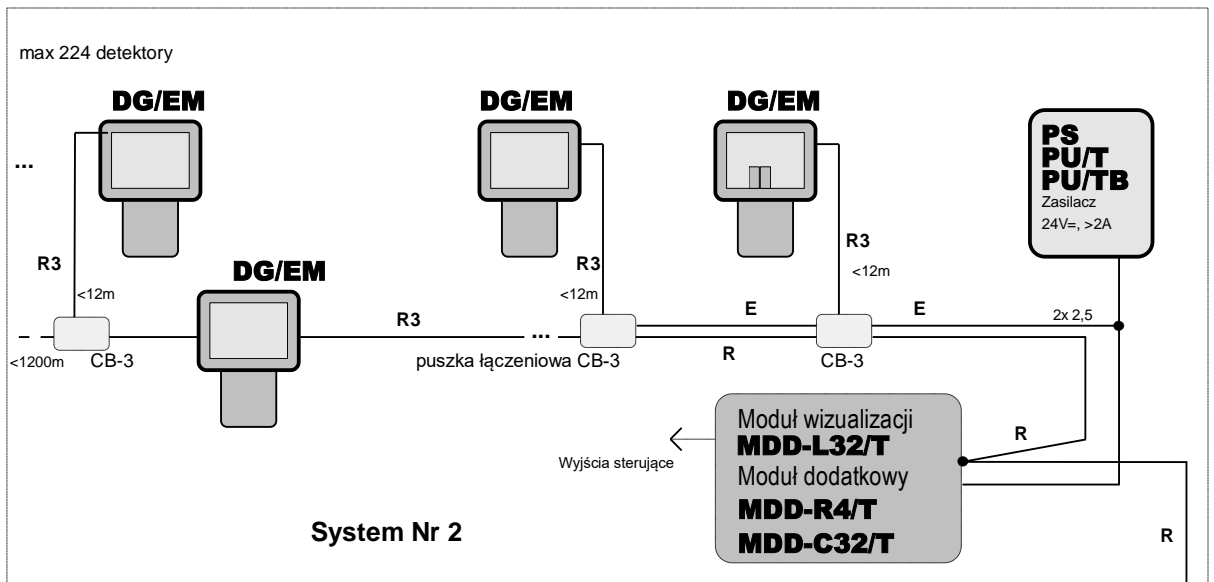 max 224 detektory
DG/EM
DG/EM
DG/EM
PS
PU/T
PU/TB
Zasilacz
24V=, >2A
...
R3
<12m
DG/EM
R3
<12m
R3
<12m
R3
...
E
E
2x 2,5
<1200m
CB-3
puszka łączeniowa CB-3
R
CB-3
Moduł wizualizacji
MDD-L32/T
Moduł dodatkowy
MDD-R4/T
MDD-C32/T
R
Wyjścia sterujące
System Nr 2
R